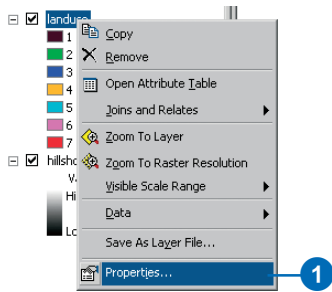 landuse
1
2
3
4
5
6
7
hillsh
V
Hi
Lo
Copy
Remove
Open Attribute Table
Joins and Relates
Zoom To Layer
Zoom To Raster Resolution
Visible Scale Range
Data
Save As Layer File...
Properties...
1